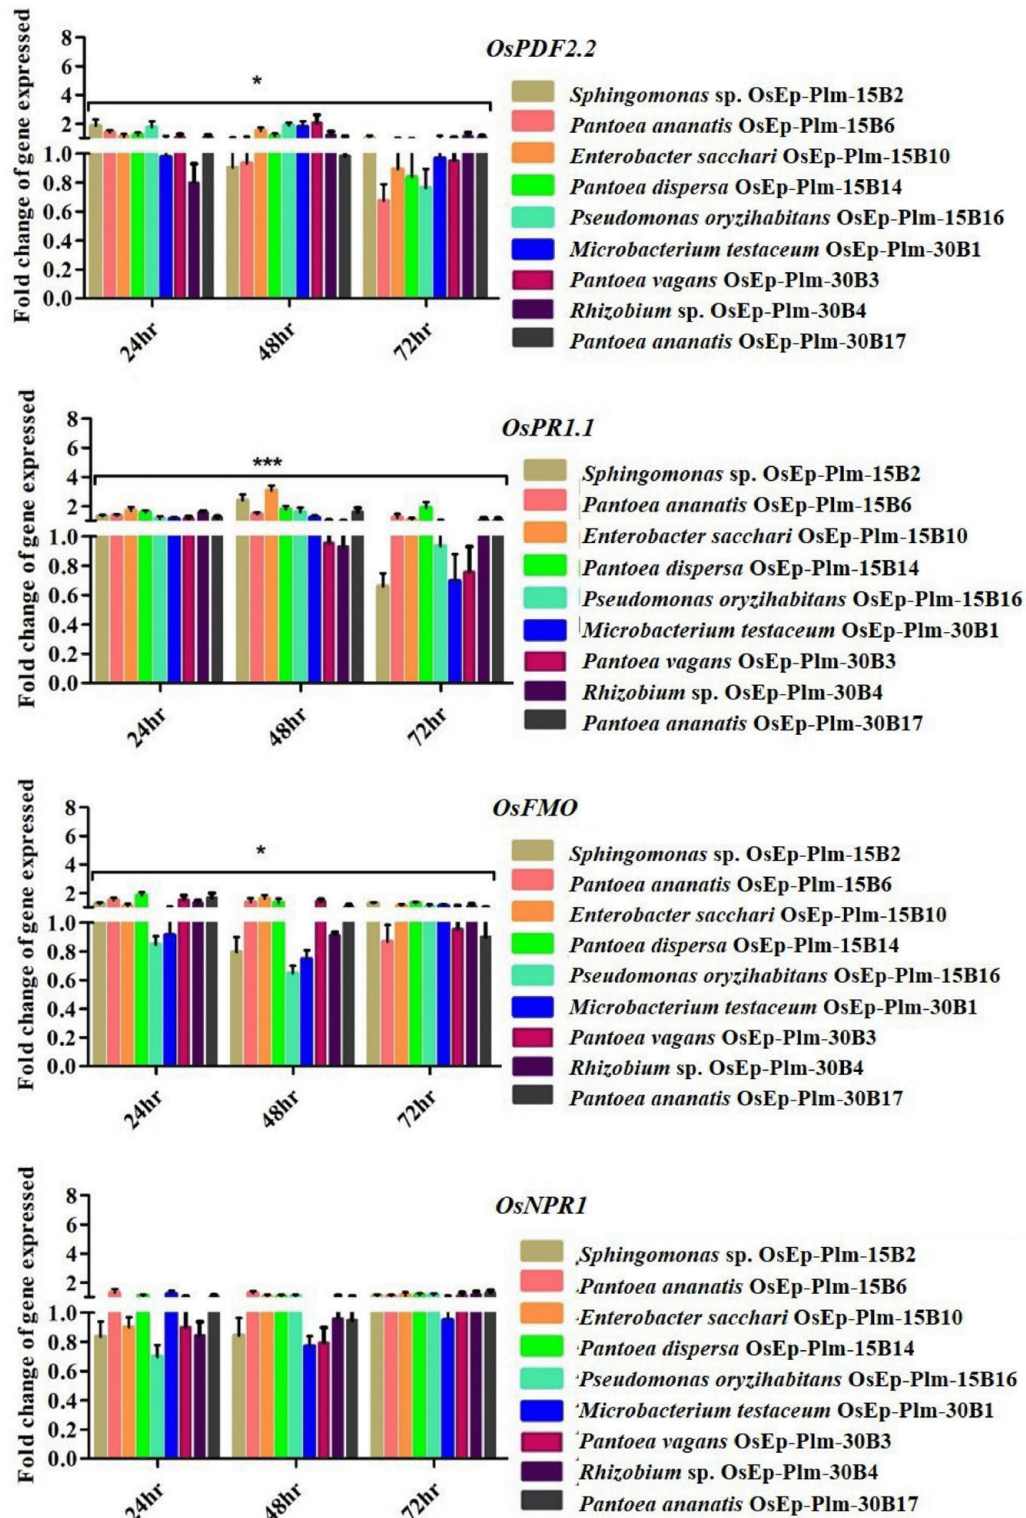 OsPDF2.2
Fold change of gene expressed
8
6
4
2
1.0
0.8
0.6
0.4
0.2
0.0
*
24hr
48hr
72hr
Sphingomonas sp. OsEp-Plm-15B2
Pantoea ananatis OsEp-Plm-15B6
Enterobacter sacchari OsEp-Plm-15B10
Pantoea dispersa OsEp-Plm-15B14
Pseudomonas oryzihabitans OsEp-Plm-15B16
Microbacterium testaceum OsEp-Plm-30B1
Pantoea vagans OsEp-Plm-30B3
Rhizobium sp. OsEp-Plm-30B4
Pantoea ananatis OsEp-Plm-30B17
OsPR1.1
Fold change of gene expressed
8
6
4
2
1.0
0.8
0.6
0.4
0.2
0.0
***
24hr
48hr
72hr
Sphingomonas sp. OsEp-Plm-15B2
Pantoea ananatis OsEp-Plm-15B6
Enterobacter sacchari OsEp-Plm-15B10
Pantoea dispersa OsEp-Plm-15B14
Pseudomonas oryzihabitans OsEp-Plm-15B16
Microbacterium testaceum OsEp-Plm-30B1
Pantoea vagans OsEp-Plm-30B3
Rhizobium sp. OsEp-Plm-30B4
Pantoea ananatis OsEp-Plm-30B17
OsFMO
Fold change of gene expressed
8
6
4
2
1.0
0.8
0.6
0.4
0.2
0.0
*
24hr
48hr
72hr
Sphingomonas sp. OsEp-Plm-15B2
Pantoea ananatis OsEp-Plm-15B6
Enterobacter sacchari OsEp-Plm-15B10
Pantoea dispersa OsEp-Plm-15B14
Pseudomonas oryzihabitans OsEp-Plm-15B16
Microbacterium testaceum OsEp-Plm-30B1
Pantoea vagans OsEp-Plm-30B3
Rhizobium sp. OsEp-Plm-30B4
Pantoea ananatis OsEp-Plm-30B17
OsNPR1
Fold change of gene expressed
8
6
4
2
1.0
0.8
0.6
0.4
0.2
0.0
24hr
48hr
72hr
Sphingomonas sp. OsEp-Plm-15B2
Pantoea ananatis OsEp-Plm-15B6
Enterobacter sacchari OsEp-Plm-15B10
Pantoea dispersa OsEp-Plm-15B14
Pseudomonas oryzihabitans OsEp-Plm-15B16
Microbacterium testaceum OsEp-Plm-30B1
Pantoea vagans OsEp-Plm-30B3
Rhizobium sp. OsEp-Plm-30B4
Pantoea ananatis OsEp-Plm-30B17